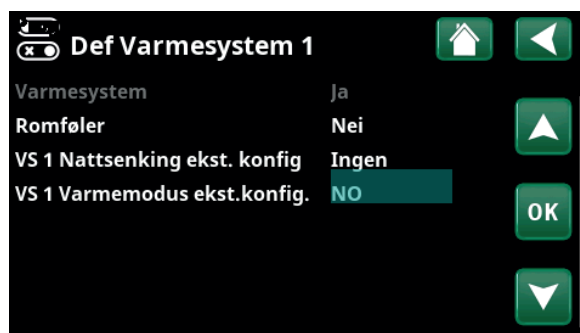 Def Varmesystem 1
Varmesystem Ja
Romføler Nei
VS 1 Nattsenking ekst. konfig Ingen
VS 1 Varmemodus ekst.konfig. NO
OK